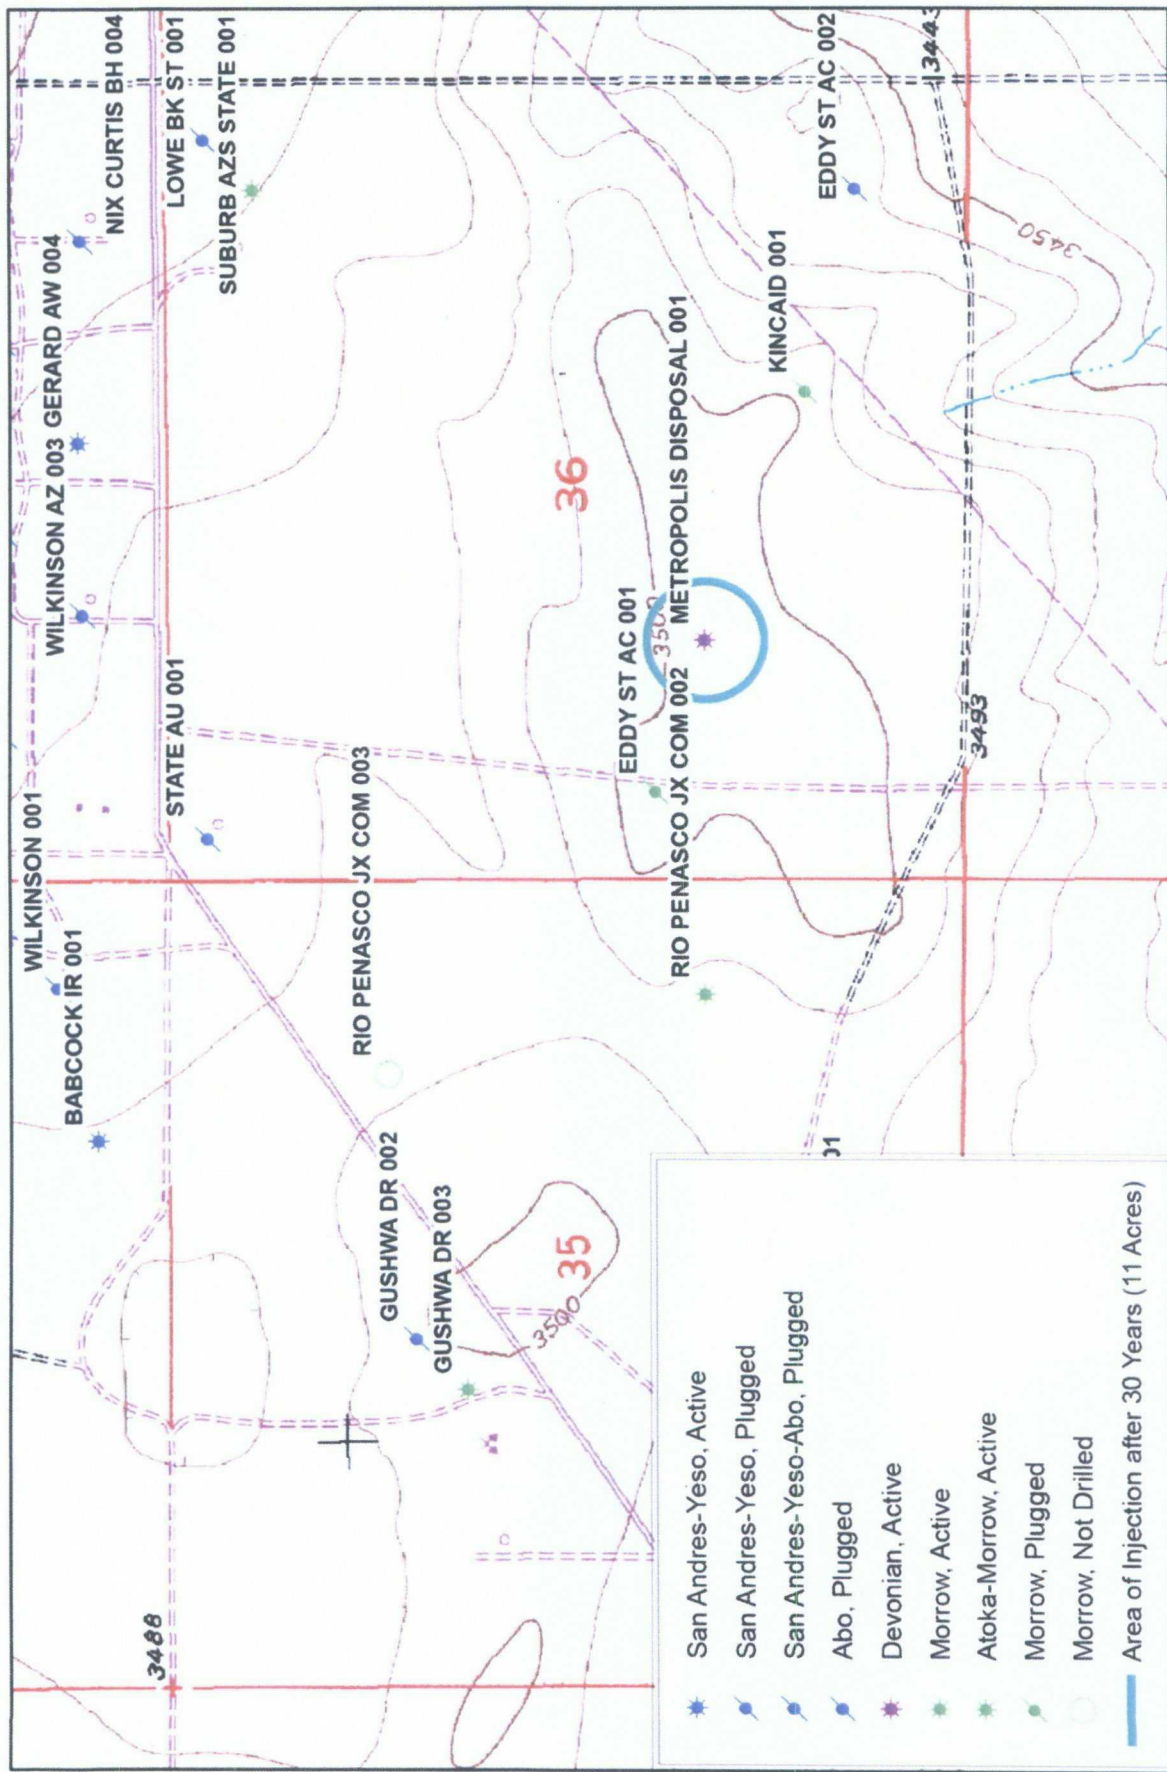 WILKINSON 001
BABCOCK IR 001
WILKINSON AZ 003
GERARD AW 004
NIX CURTIS BH 004
LOWE BK ST 001
SUBURB AZS STATE 001
STATE AU 001
3488
RIO PENASCO JX COM 003
GUSHWA DR 002
GUSHWA DR 003
35
3500
36
EDDY ST AC 001
3500
RIO PENASCO JX COM 002
METROPOLIS DISPOSAL 001
KINCAID 001
EDDY ST AC 002
3443
3450
3493
01
San Andres-Yeso, Active
San Andres-Yeso, Plugged
San Andres-Yeso-Abo, Plugged
Abo, Plugged
Devonian, Active
Morrow, Active
Atoka-Morrow, Active
Morrow, Plugged
Morrow, Not Drilled
Area of Injection after 30 Years (11 Acres)